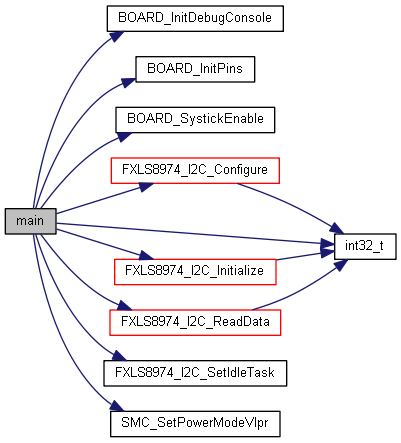 BOARD_InitDebugConsole
BOARD_InitPins
BOARD_SystickEnable
FXLS8974_I2C_Configure
main
int32_t
FXLS8974_I2C_Initialize
FXLS8974_I2C_ReadData
FXLS8974_I2C_SetIdleTask
SMC_SetPowerModeVlpr